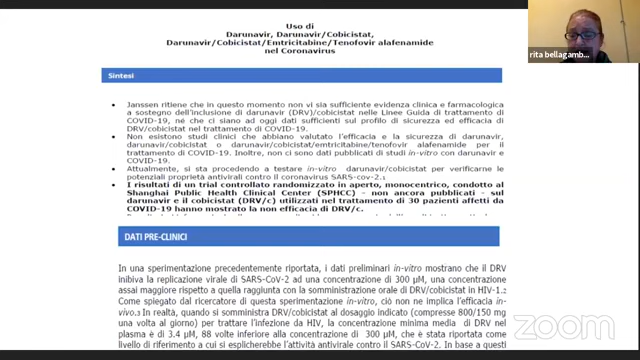 Uso di
Darunavir, Darunavir/Cobicistat,
Darunavir/Cobicistat/Emtricitabine/Tenofovir alafenamide
nel Coronavirus
Sintesi
• Janssen ritiene che in questo momento non vi sia sufficiente evidenza clinica e farmacologica
a sostegno dell'inclusione di darunavir (DRV)/cobicistat nelle Linee Guida di trattamento di
COVID-19, né che ci siano ad oggi dati sufficienti sul profilo di sicurezza ed efficacia di
DRV/cobicistat nel trattamento di COVID-19.
• Non esistono studi clinici che abbiano valutato l'efficacia e la sicurezza di darunavir,
darunavir/cobicistat o darunavir/cobicistat/emtricitabine/tenofovir alafenamide per il
trattamento di COVID-19. Inoltre, non ci sono dati published di studi in-vitro con darunavir e
COVID-19.
• Attualmente, si sta procedendo a testare in-vitro darunavir/cobicistat per verificarne le
potenziali proprietà antivirali contro il coronavirus SARS-cov-2.1
• I risultati di un trial controllato randomizzato in aperto, monocentrico, condotto al
Shanghai Public Health Clinical Center (SPHCC) - non ancora pubblicati - sul
darunavir e il cobicistat (DRV/c) utilizzati nel trattamento di 30 pazienti affetti da
COVID-19 hanno mostrato la non efficacia di DRV/c.
DATI PRE-CLINICI
In una sperimentazione precedentemente riportata, i dati preliminari in-vitro mostrano che il DRV
inibiva la replicazione virale di SARS-CoV-2 ad una concentrazione di 300 μM, una concentrazione
assai maggiore rispetto a quella raggiunta con la somministrazione orale di DRV/cobicistat in HIV-1.2
Come spiegato dal ricercatore di questa sperimentazione in-vitro, ciò non ne implica l'efficacia in-
vivo.3 In realtà, quando si somministra DRV/cobicistat al dosaggio indicato (compresse 800/150 mg
una volta al giorno) per trattare l'infezione da HIV, la concentrazione minima media di DRV nel
plasma è di 3.4 μM, 88 volte inferiore alla concentrazione di 300 μM, che è stata riportata come
livello di riferimento a cui si esplicherebbe l'attività antivirale contro il SARS-CoV-2. In base a questi
rita bellagamb...
zoom